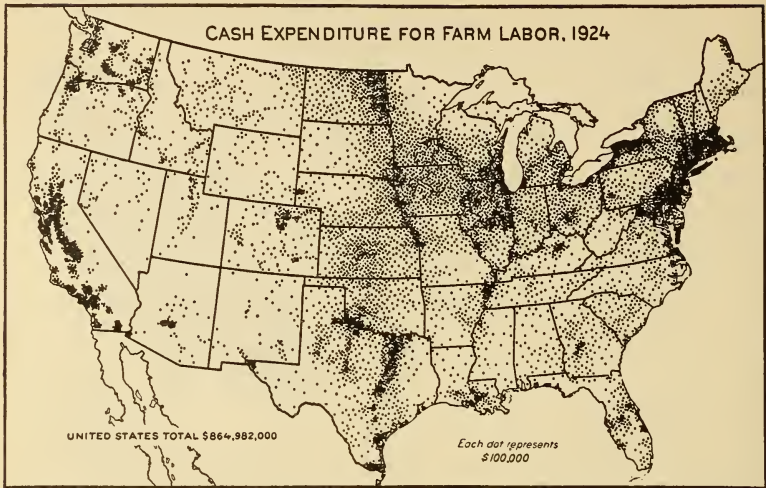 CASH EXPENDITURE FOR FARM LABOR, 1924
UNITED STATES TOTAL $864,982,000
Each dot represents
$100,000